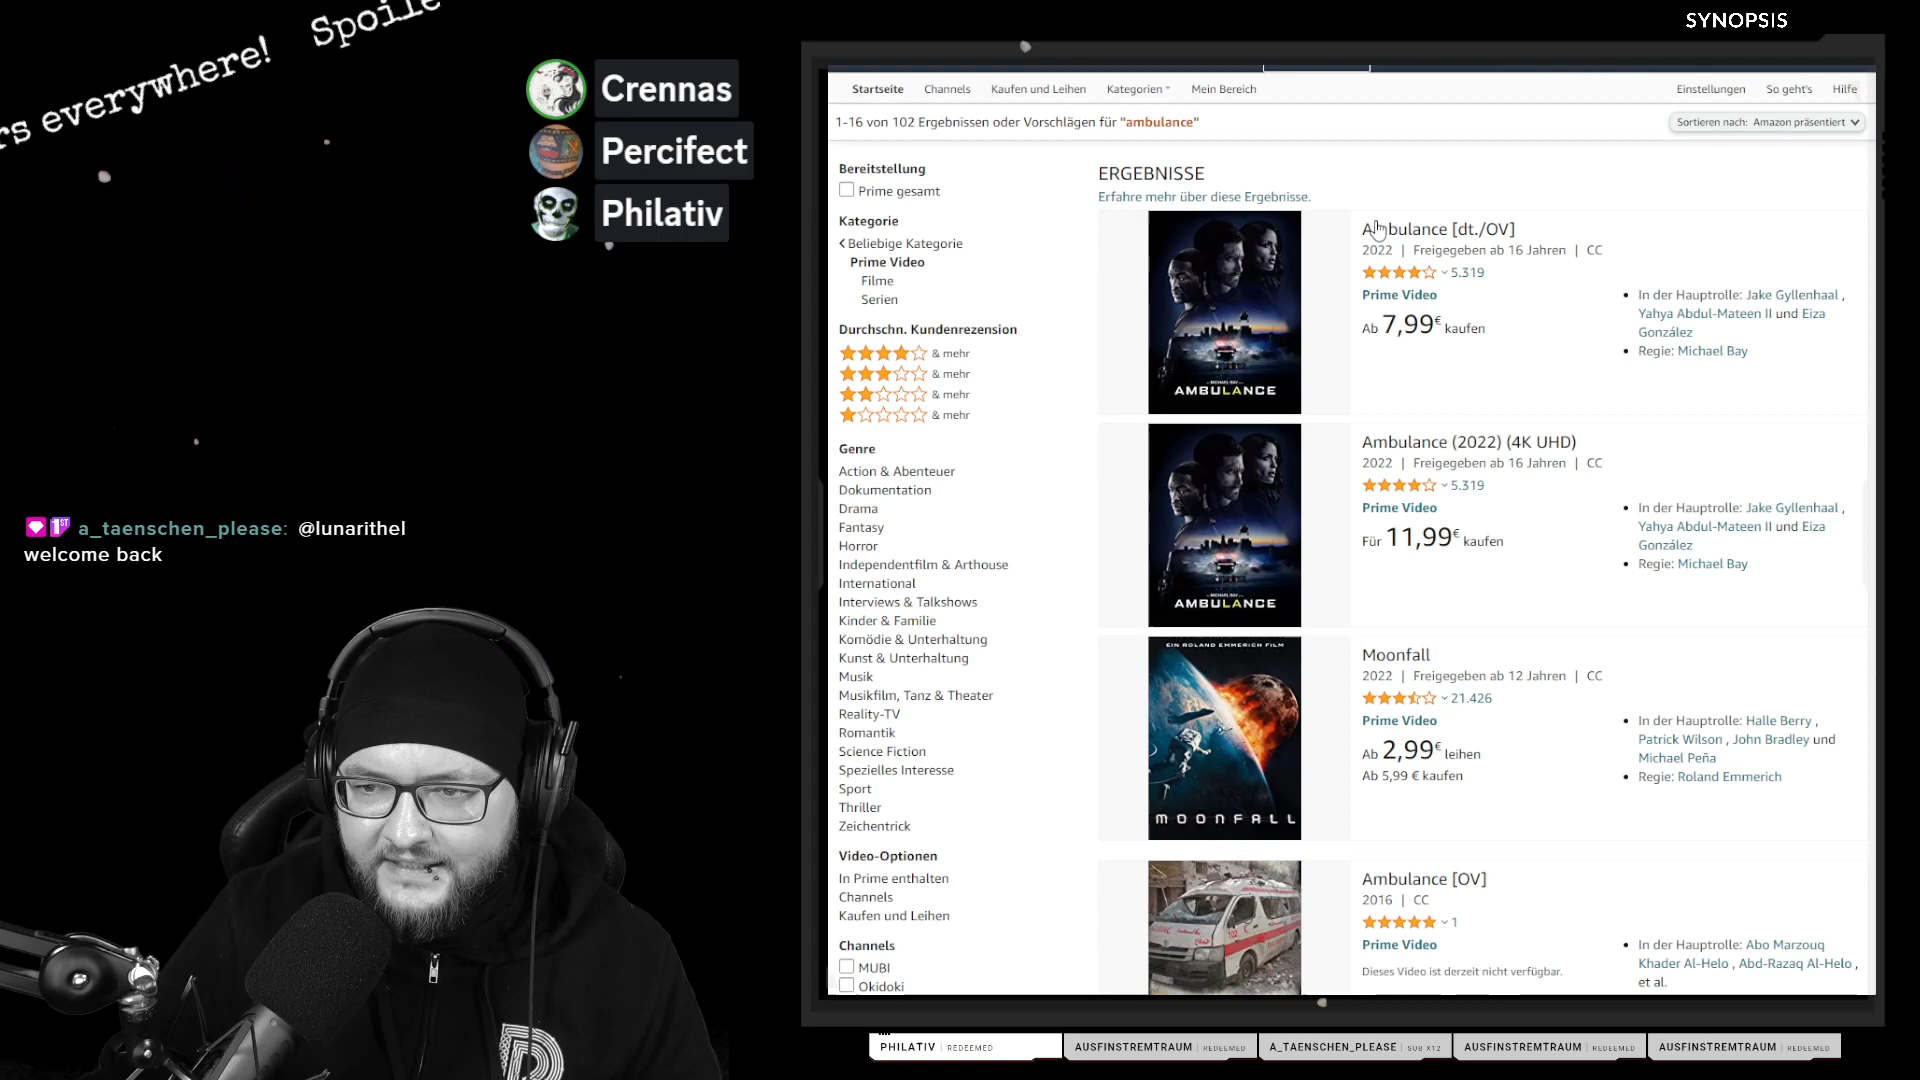 rs everywhere! Spoile
SYNOPSIS
Crennas
Percifect
Philativ
a_taenschen_please: @lunarithel
welcome back
Startseite Channels Kaufen und Leihen Kategorien Mein Bereich Einstellungen So geht's Hilfe
1-16 von 102 Ergebnissen oder Vorschlägen für "ambulance" Sortieren nach: Amazon präsentiert
Bereitstellung
Prime gesamt
Kategorie
Beliebige Kategorie
Prime Video
Filme
Serien
Durchschn. Kundenrezension
& mehr
& mehr
& mehr
& mehr
Genre
Action & Abenteuer
Dokumentation
Drama
Fantasy
Horror
Independentfilm & Arthouse
International
Interviews & Talkshows
Kinder & Familie
Komödie & Unterhaltung
Kunst & Unterhaltung
Musik
Musikfilm, Tanz & Theater
Reality-TV
Romantik
Science Fiction
Spezielles Interesse
Sport
Thriller
Zeichentrick
Video-Optionen
In Prime enthalten
Channels
Kaufen und Leihen
Channels
MUBI
Okidoki
ERGEBNISSE
Erfahre mehr über diese Ergebnisse.
AMBULANCE
Ambulance [dt./OV]
2022 | Freigegeben ab 16 Jahren | CC
5.319
Prime Video
Ab 7,99€ kaufen
In der Hauptrolle: Jake Gyllenhaal ,
Yahya Abdul-Mateen II und Eiza
González
Regie: Michael Bay
AMBULANCE
Ambulance (2022) (4K UHD)
2022 | Freigegeben ab 16 Jahren | CC
5.319
Prime Video
Für 11,99€ kaufen
In der Hauptrolle: Jake Gyllenhaal ,
Yahya Abdul-Mateen II und Eiza
González
Regie: Michael Bay
EIN ROLAND EMMERICH FILM
MOONFALL
Moonfall
2022 | Freigegeben ab 12 Jahren | CC
21.426
Prime Video
Ab 2,99€ leihen
Ab 5,99 € kaufen
In der Hauptrolle: Halle Berry ,
Patrick Wilson , John Bradley und
Michael Peña
Regie: Roland Emmerich
Ambulance [OV]
2016 | CC
1
Prime Video
Dieses Video ist derzeit nicht verfügbar.
In der Hauptrolle: Abo Marzouq
Khader Al-Helo , Abd-Razaq Al-Helo ,
et al.
PHILATIV | REDEEMED AUSFINSTREMTRAUM | REDEEMED A_TAENSCHEN_PLEASE | SUB X12 AUSFINSTREMTRAUM | REDEEMED AUSFINSTREMTRAUM | REDEEMED